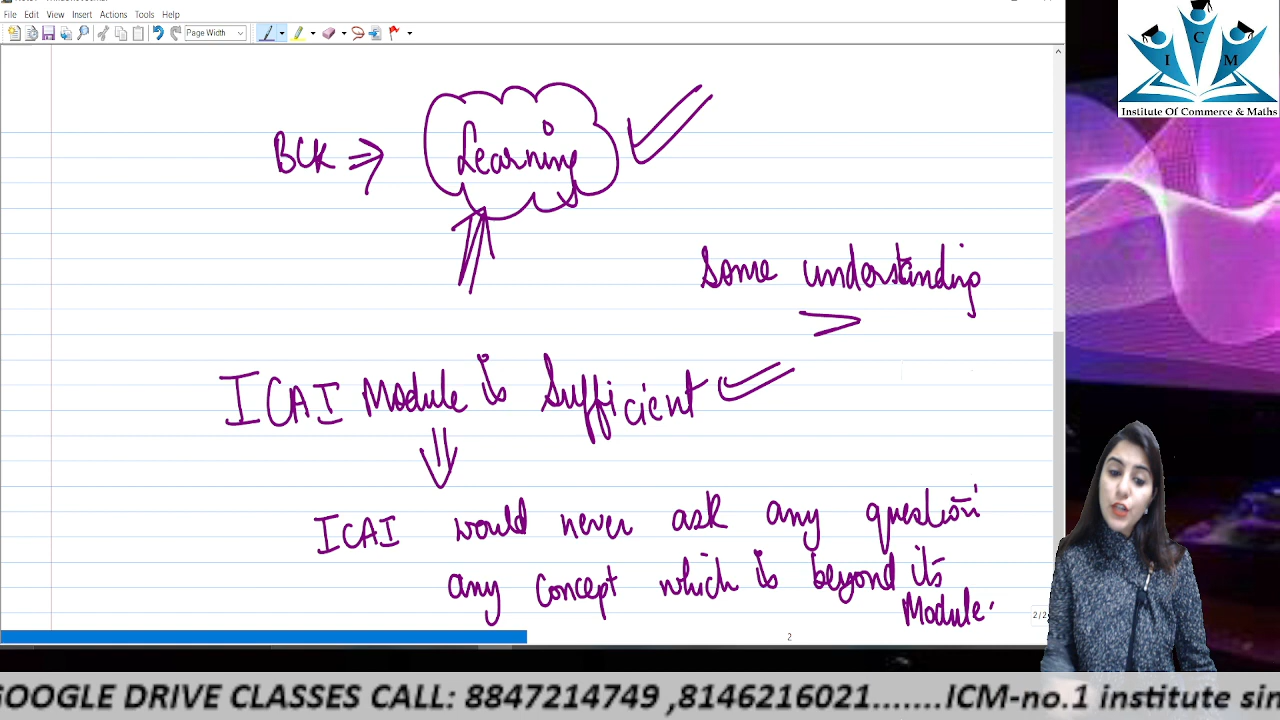 File Edit View Insert Actions Tools Help
Page Width
I C M
Institute Of Commerce & Maths
BCK ⇒ Learning
Some understanding
ICAI Module is Sufficient
ICAI would never ask any question
any concept which is beyond its
Module.
2/2
2
GOOGLE DRIVE CLASSES CALL: 8847214749 ,8146216021.......ICM-no.1 institute sin